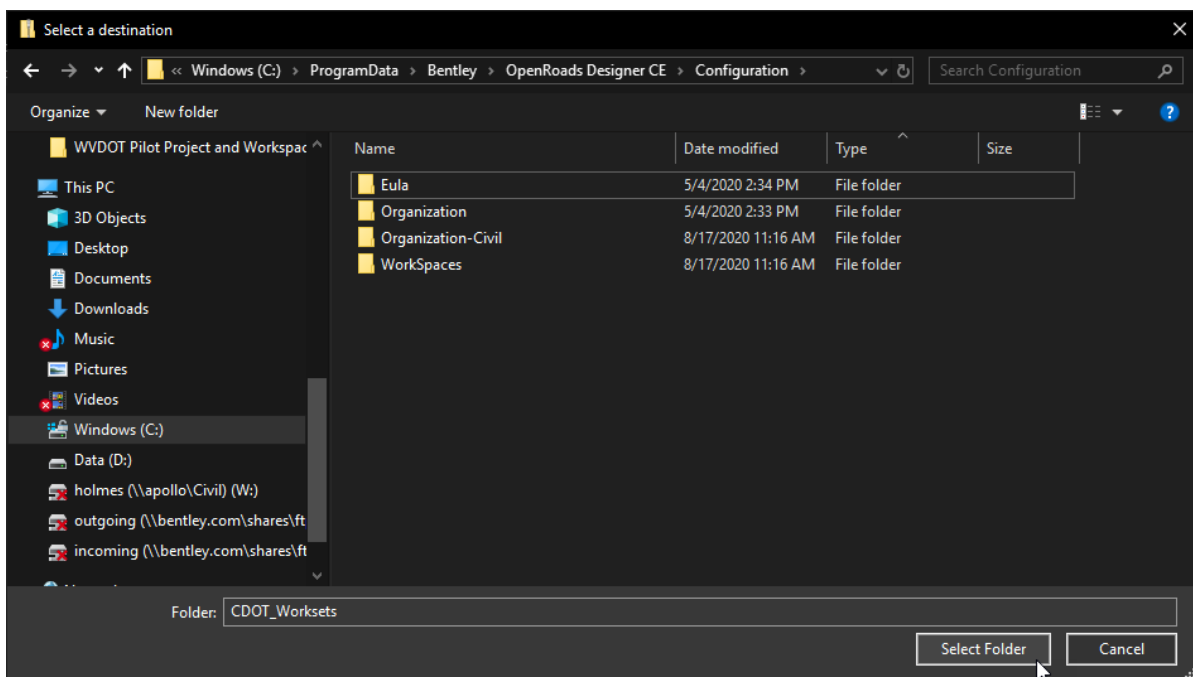 Select a destination
« Windows (C:) › ProgramData › Bentley › OpenRoads Designer CE › Configuration ›
Search Configuration
Organize
New folder
WVDOT Pilot Project and Workspac
This PC
3D Objects
Desktop
Documents
Downloads
Music
Pictures
Videos
Windows (C:)
Data (D:)
holmes (\\apollo\Civil) (W:)
outgoing (\\bentley.com\shares\ft
incoming (\\bentley.com\shares\ft
Name Date modified Type Size
Eula 5/4/2020 2:34 PM File folder
Organization 5/4/2020 2:33 PM File folder
Organization-Civil 8/17/2020 11:16 AM File folder
WorkSpaces 8/17/2020 11:16 AM File folder
Folder: CDOT_Worksets
Select Folder
Cancel